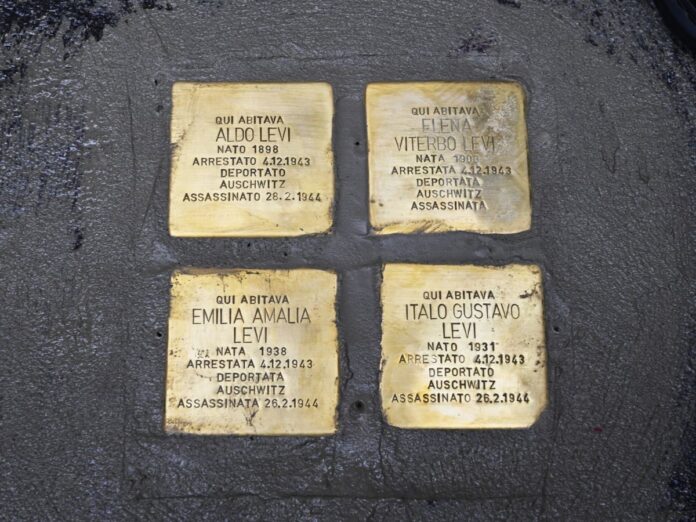 QUI ABITAVA
ALDO LEVI
NATO 1898
ARRESTATO 4.12.1943
DEPORTATO
AUSCHWITZ
ASSASSINATO 28.2.1944
QUI ABITAVA
ELENA
VITERBO LEVI
NATA
ARRESTATA 4.12.1943
DEPORTATA
AUSCHWITZ
ASSASSINATA
QUI ABITAVA
EMILIA AMALIA
LEVI
NATA 1938
ARRESTATA 4.12.1943
DEPORTATA
AUSCHWITZ
ASSASSINATA 26.2.1944
QUI ABITAVA
ITALO GUSTAVO
LEVI
NATO 1931
ARRESTATO 4.12.1943
DEPORTATO
AUSCHWITZ
ASSASSINATO 26.2.1944